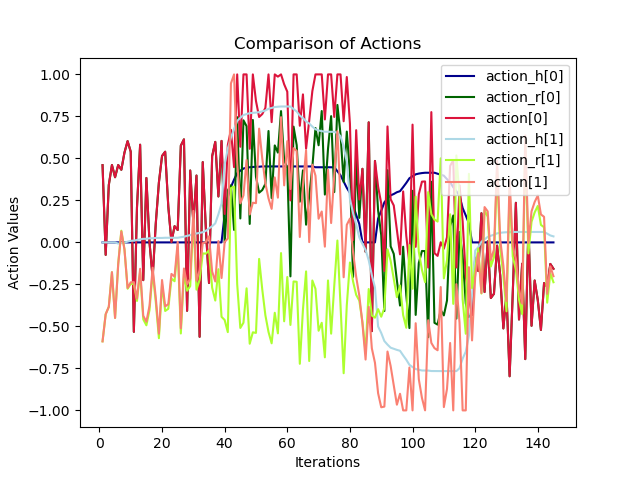 Comparison of Actions
1.00
0.75
0.50
0.25
0.00
−0.25
−0.50
−0.75
−1.00
Action Values
action_h[0]
action_r[0]
action[0]
action_h[1]
action_r[1]
action[1]
0 20 40 60 80 100 120 140
Iterations